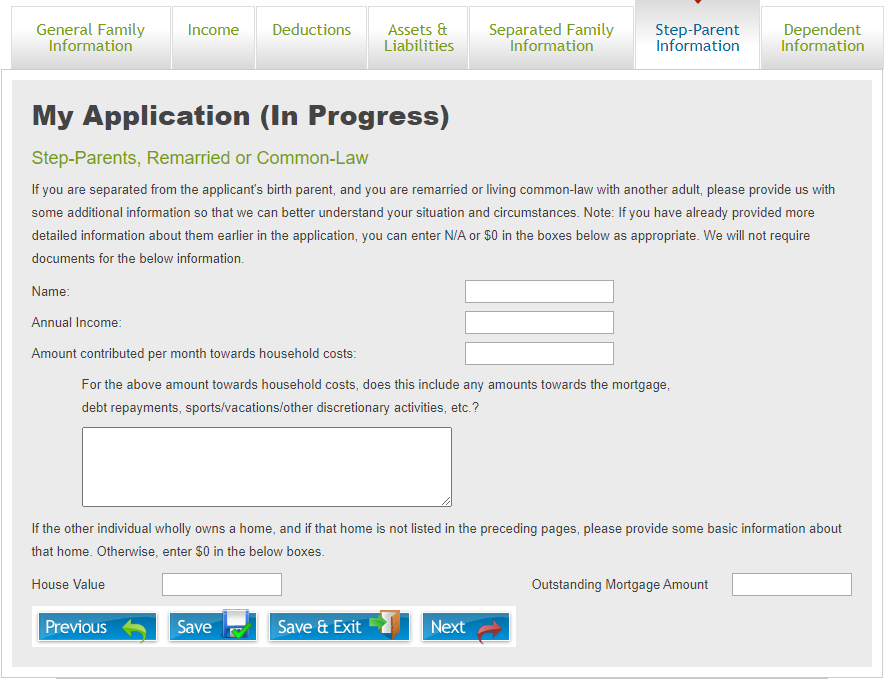 General Family
Information
Income
Deductions
Assets &
Liabilities
Separated Family
Information
Step-Parent
Information
Dependent
Information
My Application (In Progress)
Step-Parents, Remarried or Common-Law
If you are separated from the applicant's birth parent, and you are remarried or living common-law with another adult, please provide us with
some additional information so that we can better understand your situation and circumstances. Note: If you have already provided more
detailed information about them earlier in the application, you can enter N/A or $0 in the boxes below as appropriate. We will not require
documents for the below information.
Name:
Annual Income:
Amount contributed per month towards household costs:
For the above amount towards household costs, does this include any amounts towards the mortgage,
debt repayments, sports/vacations/other discretionary activities, etc.?
If the other individual wholly owns a home, and if that home is not listed in the preceding pages, please provide some basic information about
that home. Otherwise, enter $0 in the below boxes.
House Value
Outstanding Mortgage Amount
Previous
Save
Save & Exit
Next